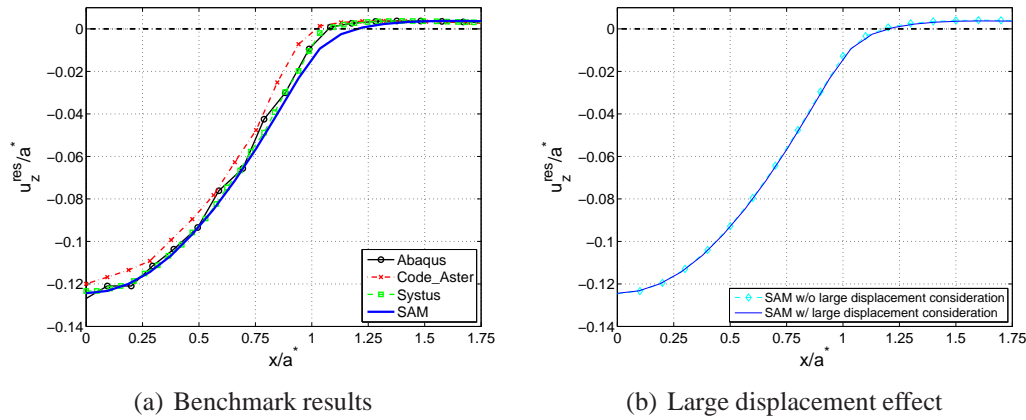 0
−0.02
−0.04
−0.06
−0.08
−0.1
−0.12
−0.14
u_z^res/a*
0 0.25 0.5 0.75 1 1.25 1.5 1.75
x/a*
Abaqus
Code_Aster
Systus
SAM
(a) Benchmark results
0
−0.02
−0.04
−0.06
−0.08
−0.1
−0.12
−0.14
u_z^res/a*
0 0.25 0.5 0.75 1 1.25 1.5 1.75
x/a*
SAM w/o large displacement consideration
SAM w/ large displacement consideration
(b) Large displacement effect